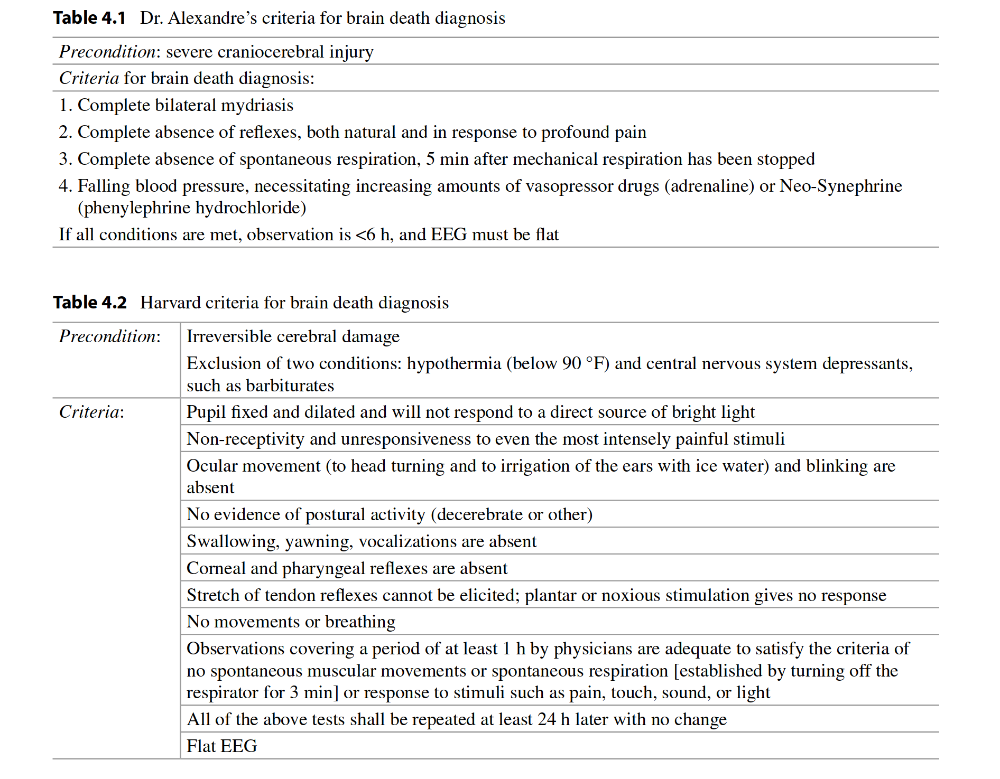 Table 4.1 Dr. Alexandre’s criteria for brain death diagnosis
Precondition: severe craniocerebral injury
Criteria for brain death diagnosis:
1. Complete bilateral mydriasis
2. Complete absence of reflexes, both natural and in response to profound pain
3. Complete absence of spontaneous respiration, 5 min after mechanical respiration has been stopped
4. Falling blood pressure, necessitating increasing amounts of vasopressor drugs (adrenaline) or Neo-Synephrine
(phenylephrine hydrochloride)
If all conditions are met, observation is <6 h, and EEG must be flat
Table 4.2 Harvard criteria for brain death diagnosis
Precondition: Irreversible cerebral damage
Exclusion of two conditions: hypothermia (below 90 °F) and central nervous system depressants,
such as barbiturates
Criteria: Pupil fixed and dilated and will not respond to a direct source of bright light
Non-receptivity and unresponsiveness to even the most intensely painful stimuli
Ocular movement (to head turning and to irrigation of the ears with ice water) and blinking are
absent
No evidence of postural activity (decerebrate or other)
Swallowing, yawning, vocalizations are absent
Corneal and pharyngeal reflexes are absent
Stretch of tendon reflexes cannot be elicited; plantar or noxious stimulation gives no response
No movements or breathing
Observations covering a period of at least 1 h by physicians are adequate to satisfy the criteria of
no spontaneous muscular movements or spontaneous respiration [established by turning off the
respirator for 3 min] or response to stimuli such as pain, touch, sound, or light
All of the above tests shall be repeated at least 24 h later with no change
Flat EEG